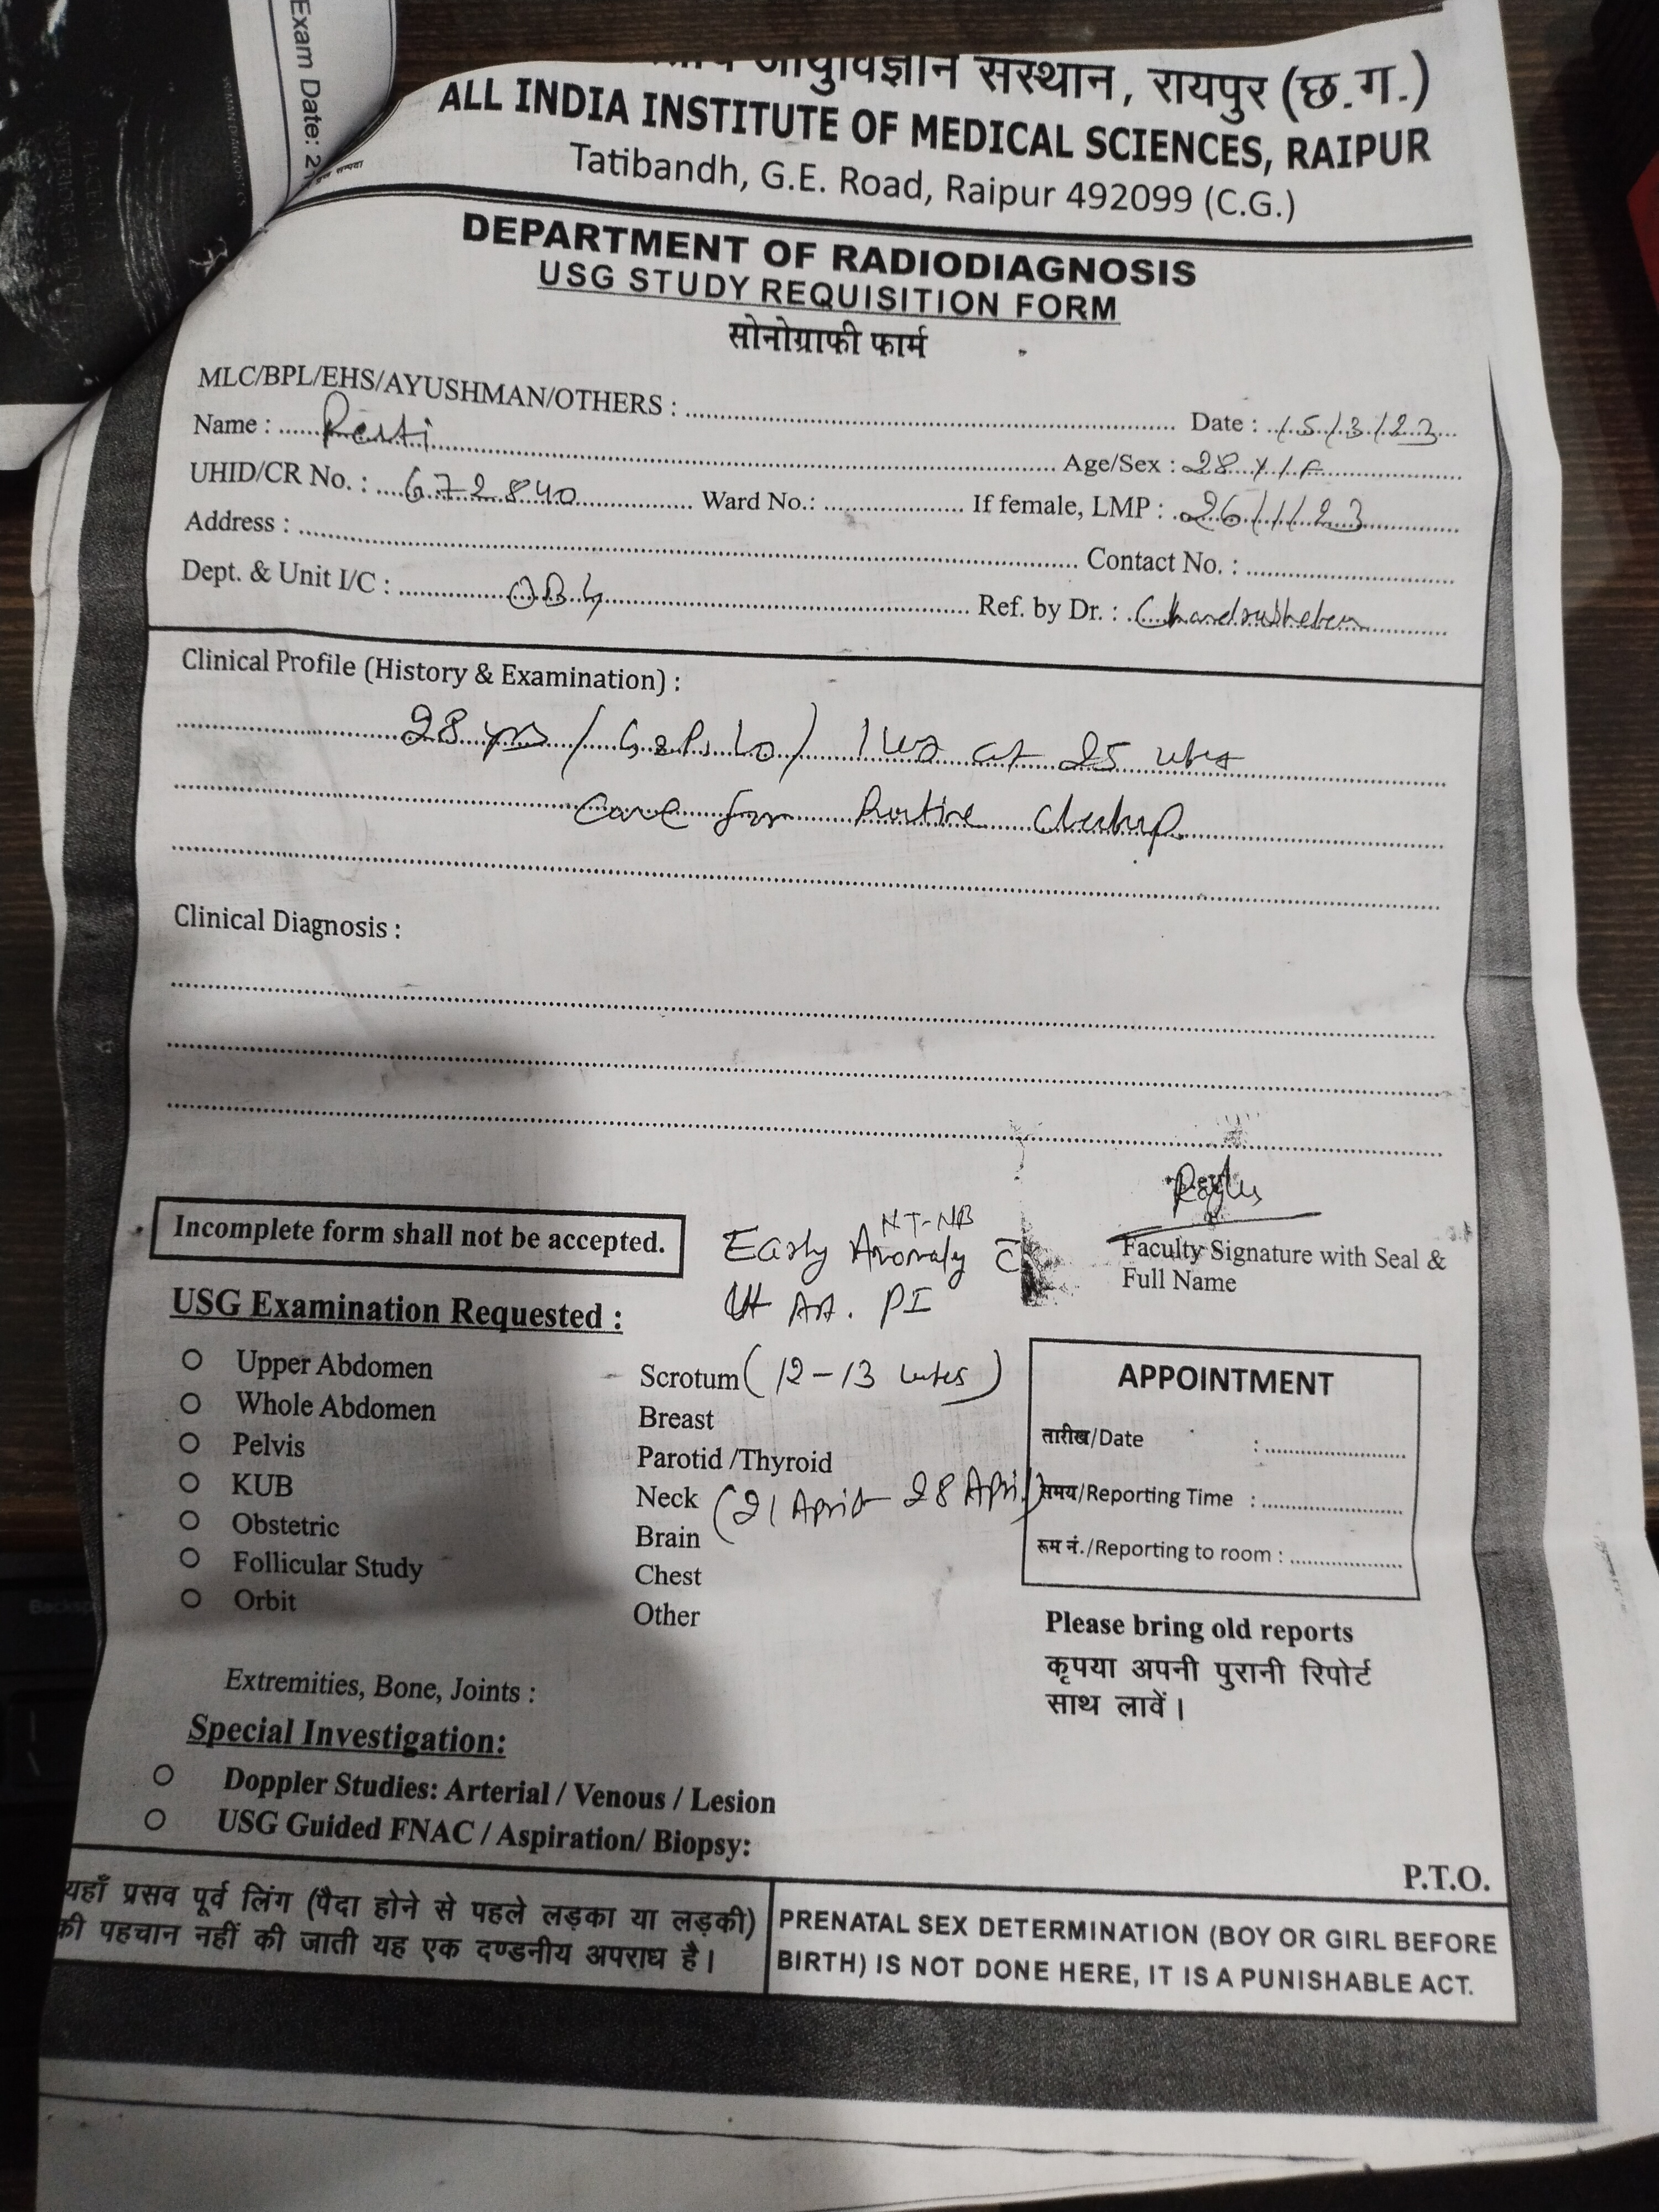 Exam Date: 2
आयुर्विज्ञान संस्थान, रायपुर (छ.ग.)
ALL INDIA INSTITUTE OF MEDICAL SCIENCES, RAIPUR
Tatibandh, G.E. Road, Raipur 492099 (C.G.)
DEPARTMENT OF RADIODIAGNOSIS
USG STUDY REQUISITION FORM
सोनोग्राफी फार्म
MLC/BPL/EHS/AYUSHMAN/OTHERS :
Name : Date : 15/3/23
UHID/CR No. : 672840 Ward No.: Age/Sex : 28 y/F
Address : If female, LMP : 26/1/23
Dept. & Unit I/C : OBG Contact No. :
Ref. by Dr. :
Clinical Profile (History & Examination) :
28 yrs / at 25 wks
for Routine Checkup
Clinical Diagnosis :
Incomplete form shall not be accepted.
NT-NB
Early Anomaly c̄
Ut Art. PI
Faculty Signature with Seal &
Full Name
USG Examination Requested :
Upper Abdomen Scrotum (12-13 wks)
Whole Abdomen Breast
Pelvis Parotid /Thyroid
KUB Neck (21 April - 28 April)
Obstetric Brain
Follicular Study Chest
Orbit Other
APPOINTMENT
तारीख/Date :
समय/Reporting Time :
रूम नं./Reporting to room :
Please bring old reports
कृपया अपनी पुरानी रिपोर्ट
साथ लावें।
Extremities, Bone, Joints :
Special Investigation:
Doppler Studies: Arterial / Venous / Lesion
USG Guided FNAC / Aspiration/ Biopsy:
P.T.O.
यहाँ प्रसव पूर्व लिंग (पैदा होने से पहले लड़का या लड़की)
की पहचान नहीं की जाती यह एक दण्डनीय अपराध है।
PRENATAL SEX DETERMINATION (BOY OR GIRL BEFORE
BIRTH) IS NOT DONE HERE, IT IS A PUNISHABLE ACT.